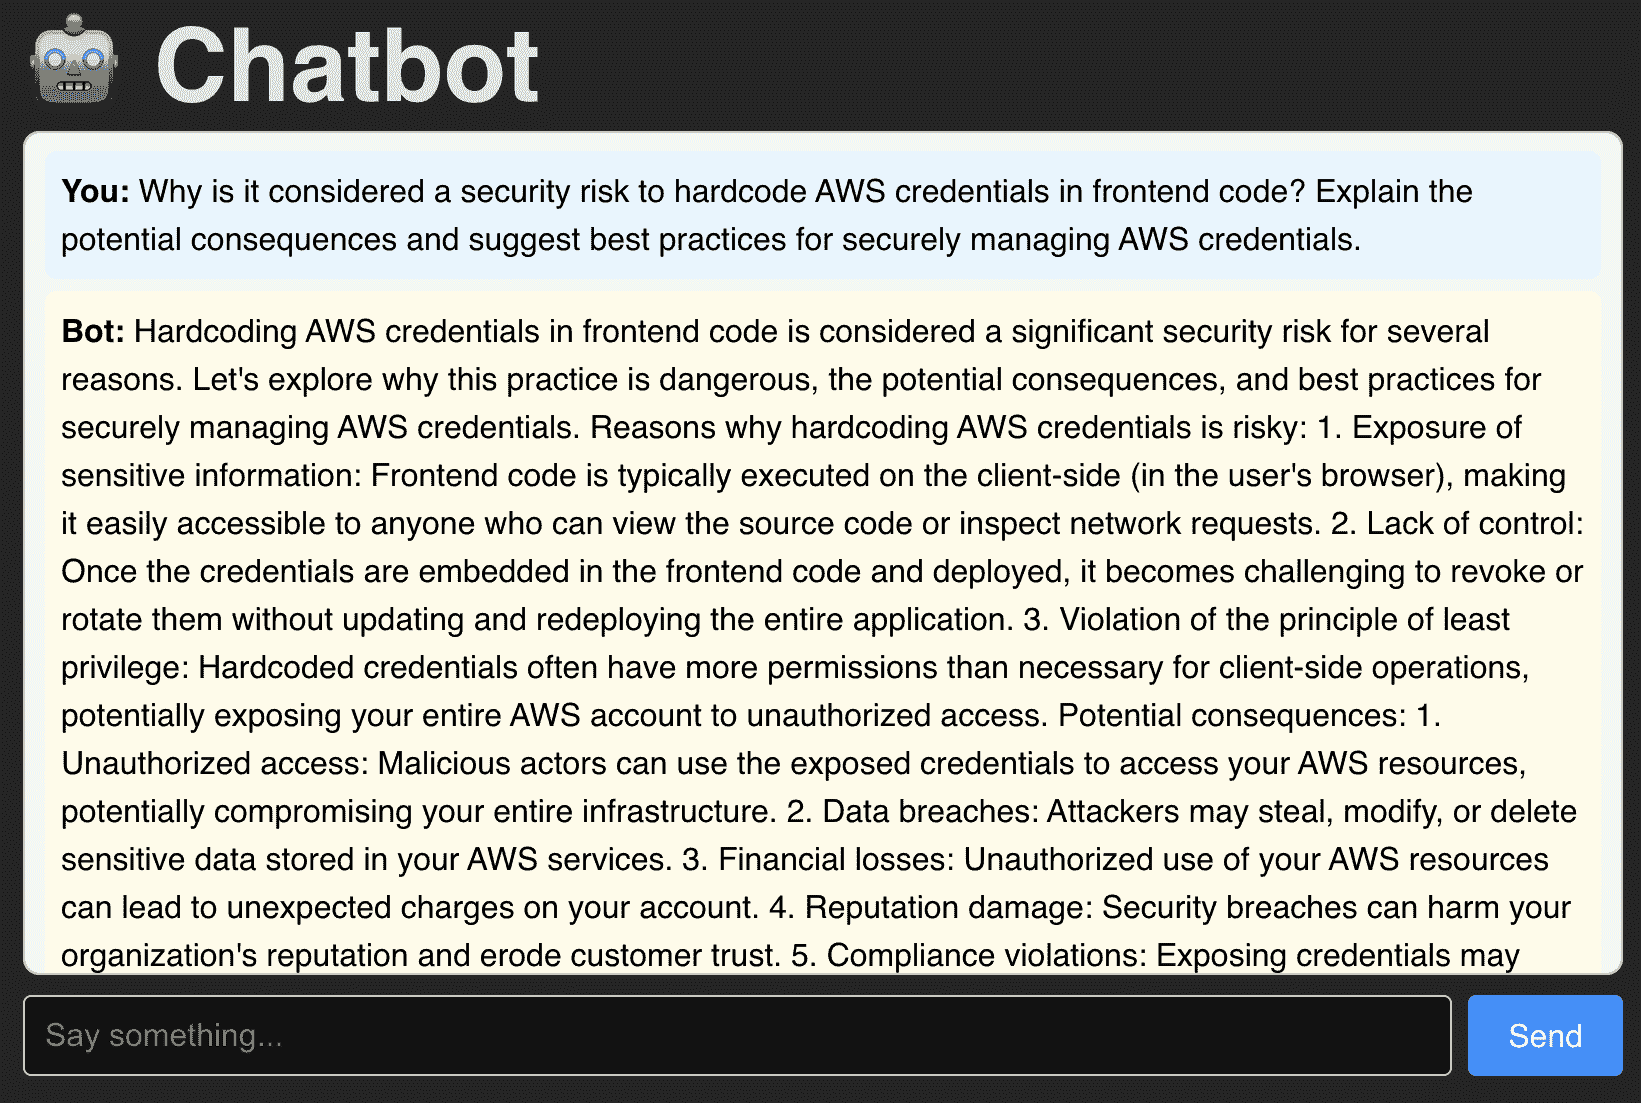 Chatbot
You: Why is it considered a security risk to hardcode AWS credentials in frontend code? Explain the
potential consequences and suggest best practices for securely managing AWS credentials.
Bot: Hardcoding AWS credentials in frontend code is considered a significant security risk for several
reasons. Let's explore why this practice is dangerous, the potential consequences, and best practices for
securely managing AWS credentials. Reasons why hardcoding AWS credentials is risky: 1. Exposure of
sensitive information: Frontend code is typically executed on the client-side (in the user's browser), making
it easily accessible to anyone who can view the source code or inspect network requests. 2. Lack of control:
Once the credentials are embedded in the frontend code and deployed, it becomes challenging to revoke or
rotate them without updating and redeploying the entire application. 3. Violation of the principle of least
privilege: Hardcoded credentials often have more permissions than necessary for client-side operations,
potentially exposing your entire AWS account to unauthorized access. Potential consequences: 1.
Unauthorized access: Malicious actors can use the exposed credentials to access your AWS resources,
potentially compromising your entire infrastructure. 2. Data breaches: Attackers may steal, modify, or delete
sensitive data stored in your AWS services. 3. Financial losses: Unauthorized use of your AWS resources
can lead to unexpected charges on your account. 4. Reputation damage: Security breaches can harm your
organization's reputation and erode customer trust. 5. Compliance violations: Exposing credentials may
Say something...
Send